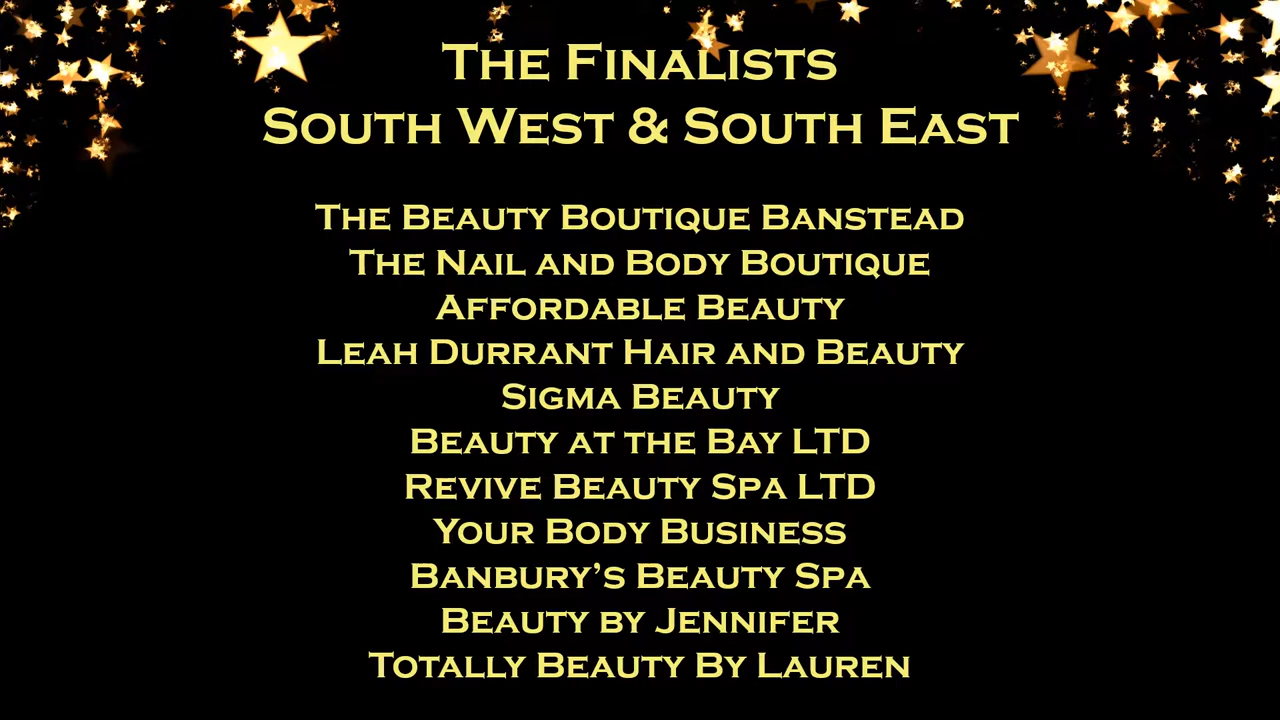 The Finalists
South West & South East
The Beauty Boutique Banstead
The Nail and Body Boutique
Affordable Beauty
Leah Durrant Hair and Beauty
Sigma Beauty
Beauty at the Bay LTD
Revive Beauty Spa LTD
Your Body Business
Banbury’s Beauty Spa
Beauty by Jennifer
Totally Beauty By Lauren